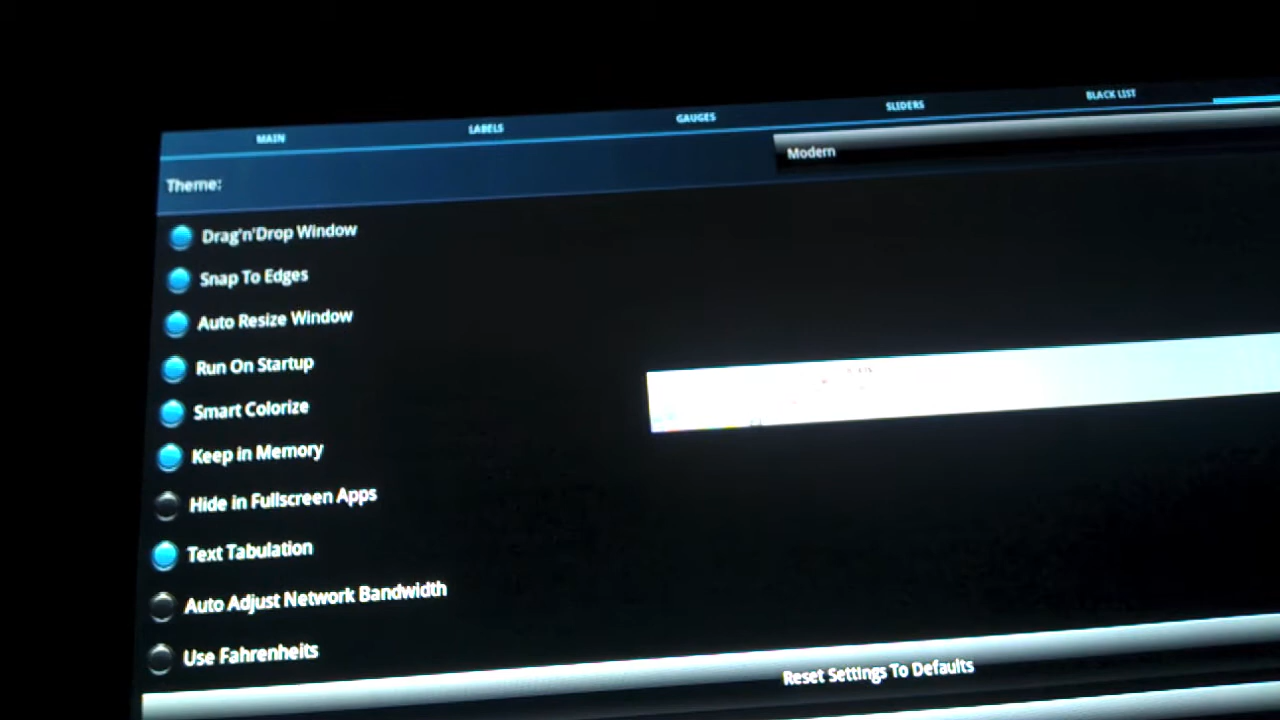 MAIN LABELS GAUGES SLIDERS BLACK LIST
Theme: Modern
Drag'n'Drop Window
Snap To Edges
Auto Resize Window
Run On Startup
Smart Colorize
Keep in Memory
Hide in Fullscreen Apps
Text Tabulation
Auto Adjust Network Bandwidth
Use Fahrenheits
Reset Settings To Defaults